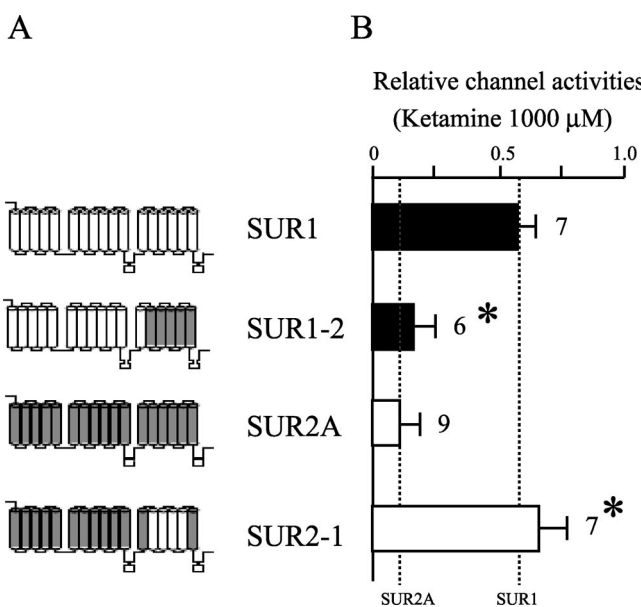 A
B
Relative channel activities
(Ketamine 1000 μM)
0 0.5 1.0
SUR1 7
SUR1-2 6 *
SUR2A 9
SUR2-1 7 *
SUR2A SUR1